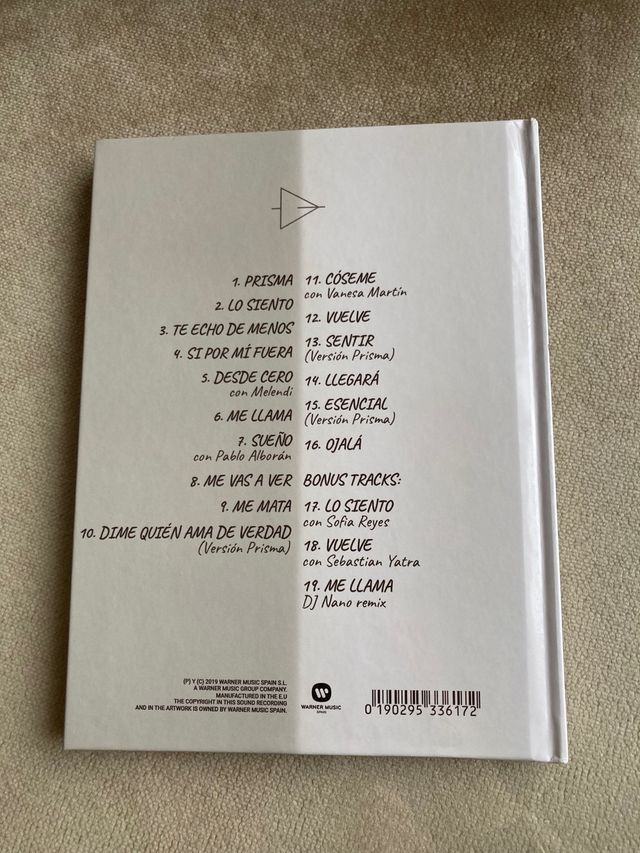 1. PRISMA
2. LO SIENTO
3. TE ECHO DE MENOS
4. SI POR MÍ FUERA
5. DESDE CERO
con Melendi
6. ME LLAMA
7. SUEÑO
con Pablo Alborán
8. ME VAS A VER
9. ME MATA
10. DIME QUIÉN AMA DE VERDAD
(Versión Prisma)
11. CÓSEME
con Vanesa Martín
12. VUELVE
13. SENTIR
(Versión Prisma)
14. LLEGARÁ
15. ESENCIAL
(Versión Prisma)
16. OJALÁ
BONUS TRACKS:
17. LO SIENTO
con Sofia Reyes
18. VUELVE
con Sebastian Yatra
19. ME LLAMA
DJ Nano remix
(P) Y (C) 2019 WARNER MUSIC SPAIN S.L.
A WARNER MUSIC GROUP COMPANY.
MANUFACTURED IN THE E.U
THE COPYRIGHT IN THIS SOUND RECORDING
AND IN THE ARTWORK IS OWNED BY WARNER MUSIC SPAIN.
WARNER MUSIC
SPAIN
0 190295 336172